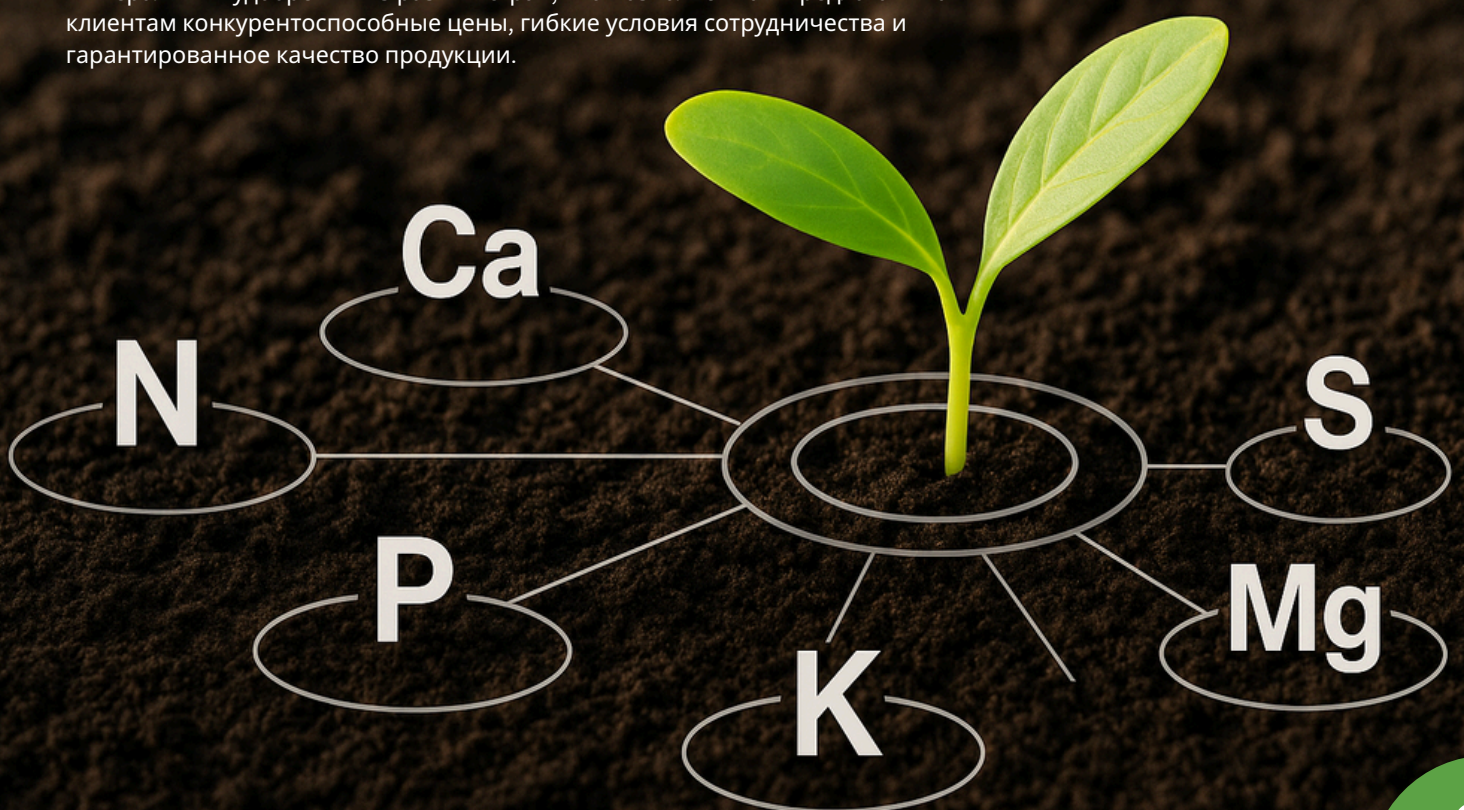 клиентам конкурентоспособные цены, гибкие условия сотрудничества и
гарантированное качество продукции.
Ca
N
S
P
Mg
K